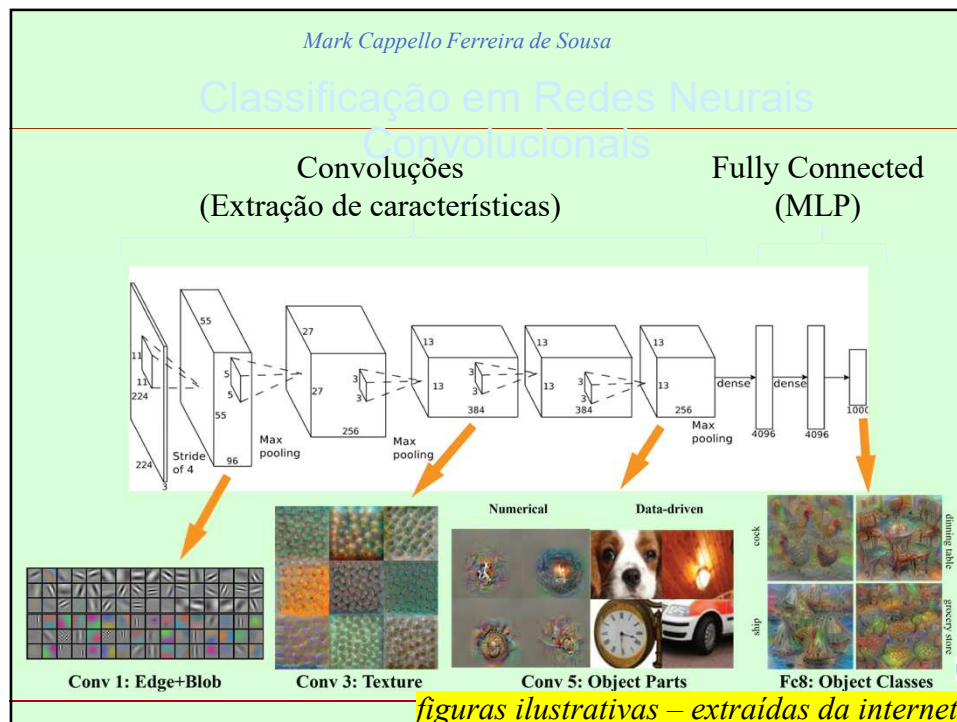 Mark Cappello Ferreira de Sousa
Classificação em Redes Neurais
Convolucionais
Convoluções
(Extração de características)
Fully Connected
(MLP)
11
11
224
224
3
Stride
of 4
55
55
5
5
96
Max
pooling
27
27
3
3
256
Max
pooling
13
13
3
3
384
13
13
3
3
384
13
13
256
Max
pooling
dense
4096
dense
4096
1000
Numerical
Data-driven
cock
dinning table
ship
grocery store
Conv 1: Edge+Blob
Conv 3: Texture
Conv 5: Object Parts
Fc8: Object Classes
figuras ilustrativas – extraídas da internet